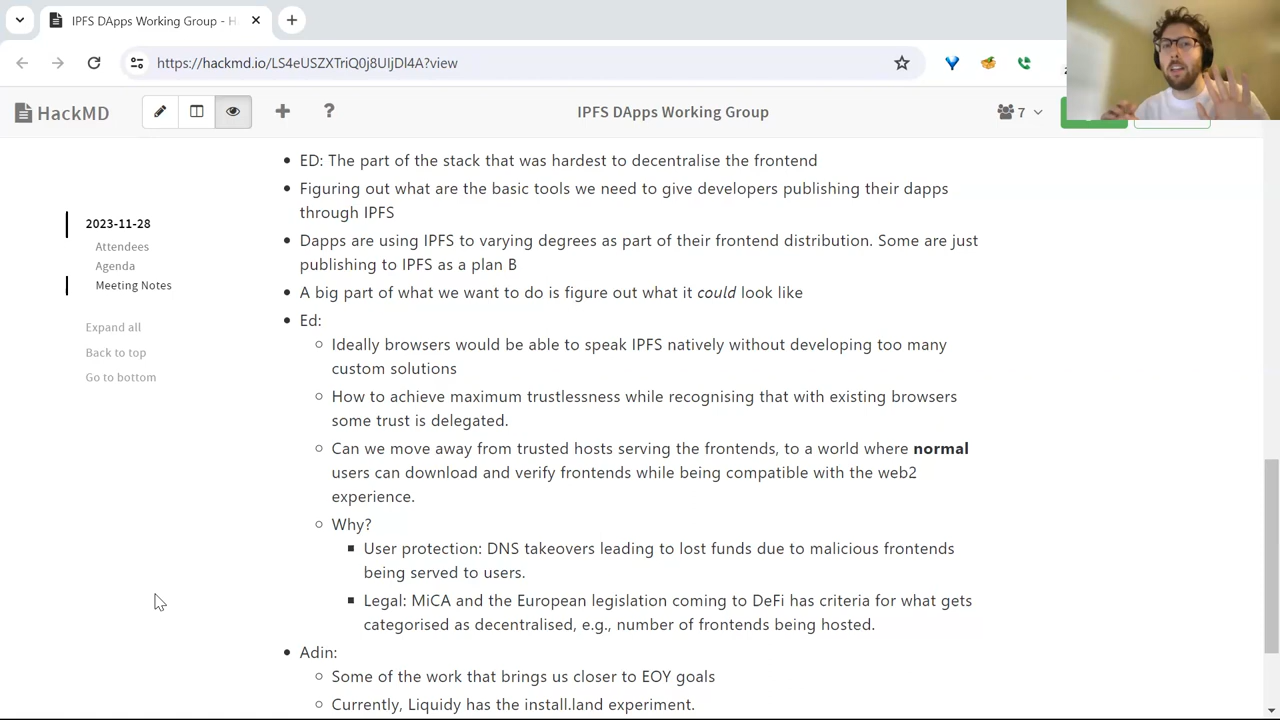 IPFS DApps Working Group - H
https://hackmd.io/LS4eUSZXTriQ0j8UIjDl4A?view
HackMD
IPFS DApps Working Group
7
2023-11-28
Attendees
Agenda
Meeting Notes
Expand all
Back to top
Go to bottom
ED: The part of the stack that was hardest to decentralise the frontend
Figuring out what are the basic tools we need to give developers publishing their dapps
through IPFS
Dapps are using IPFS to varying degrees as part of their frontend distribution. Some are just
publishing to IPFS as a plan B
A big part of what we want to do is figure out what it could look like
Ed:
Ideally browsers would be able to speak IPFS natively without developing too many
custom solutions
How to achieve maximum trustlessness while recognising that with existing browsers
some trust is delegated.
Can we move away from trusted hosts serving the frontends, to a world where normal
users can download and verify frontends while being compatible with the web2
experience.
Why?
User protection: DNS takeovers leading to lost funds due to malicious frontends
being served to users.
Legal: MiCA and the European legislation coming to DeFi has criteria for what gets
categorised as decentralised, e.g., number of frontends being hosted.
Adin:
Some of the work that brings us closer to EOY goals
Currently, Liquidy has the install.land experiment.